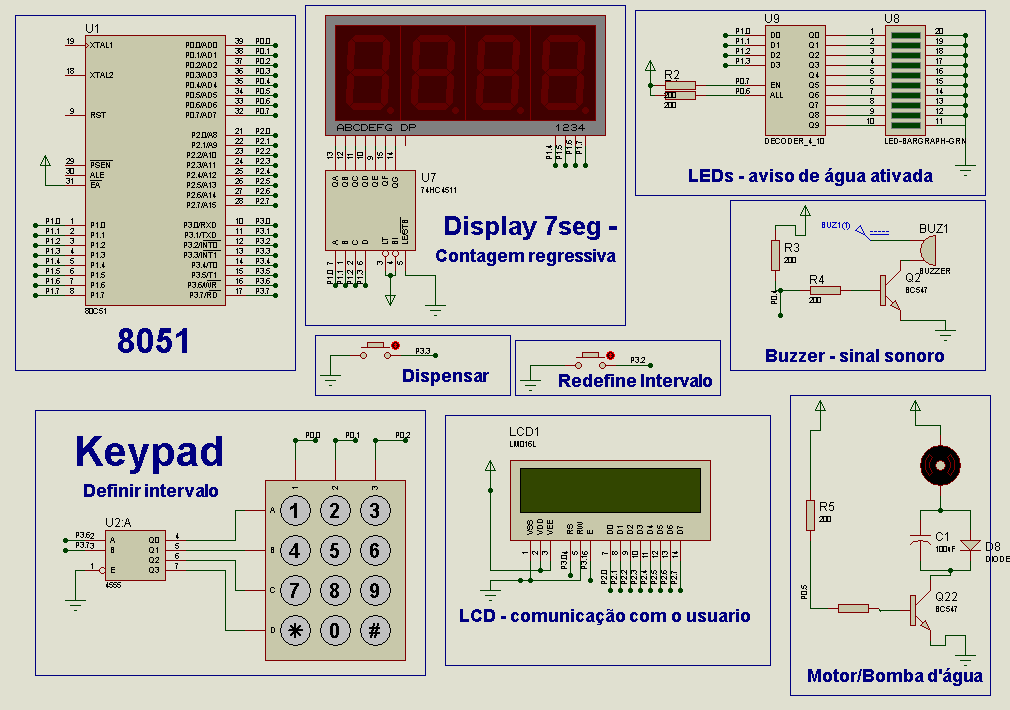 U1
19
XTAL1
18
XTAL2
9
RST
29
PSEN
30
ALE
31
EA
P1.0 1 P1.0
P1.1 2 P1.1
P1.2 3 P1.2
P1.3 4 P1.3
P1.4 5 P1.4
P1.5 6 P1.5
P1.6 7 P1.6
P1.7 8 P1.7
P0.0/AD0 39 P0.0
P0.1/AD1 38 P0.1
P0.2/AD2 37 P0.2
P0.3/AD3 36 P0.3
P0.4/AD4 35 P0.4
P0.5/AD5 34 P0.5
P0.6/AD6 33 P0.6
P0.7/AD7 32 P0.7
P2.0/A8 21 P2.0
P2.1/A9 22 P2.1
P2.2/A10 23 P2.2
P2.3/A11 24 P2.3
P2.4/A12 25 P2.4
P2.5/A13 26 P2.5
P2.6/A14 27 P2.6
P2.7/A15 28 P2.7
P3.0/RXD 10 P3.0
P3.1/TXD 11 P3.1
P3.2/INT0 12 P3.2
P3.3/INT1 13 P3.3
P3.4/T0 14 P3.4
P3.5/T1 15 P3.5
P3.6/WR 16 P3.6
P3.7/RD 17 P3.7
80C51
8051
ABCDEFG DP
1234
13 12 11 10 9 15 14
P1.4 P1.5 P1.6 P1.7
QA QB QC QD QE QF QG
U7
74HC4511
A B C D LT BI LE/STB
7 1 2 6 3 4 5
P1.0 P1.1 P1.2 P1.3
Display 7seg -
Contagem regressiva
U9
U8
P1.0 D0
P1.1 D1
P1.2 D2
P1.3 D3
R2
200
200
P0.7 EN
P0.6 ALL
Q0 1 20
Q1 2 19
Q2 3 18
Q3 4 17
Q4 5 16
Q5 6 15
Q6 7 14
Q7 8 13
Q8 9 12
Q9 10 11
DECODER_4_10
LED-BARGRAPH-GRN
LEDs - aviso de água ativada
BUZ1(1)
BUZ1
BUZZER
R3
200
R4
200
P0.4
Q2
BC547
Buzzer - sinal sonoro
P3.3
Dispensar
P3.2
Redefine Intervalo
Keypad
Definir intervalo
P0.0 P0.1 P0.2
1 2 3
U2:A
P3.6 2 A
P3.7 3 B
1 E
Q0 4
Q1 5
Q2 6
Q3 7
4555
A 1 2 3
B 4 5 6
C 7 8 9
D * 0 #
LCD1
LM016L
VSS VDD VEE RS RW E D0 D1 D2 D3 D4 D5 D6 D7
1 2 3 4 5 6 7 8 9 10 11 12 13 14
P3.0 P3.1 P2.0 P2.1 P2.2 P2.3 P2.4 P2.5 P2.6 P2.7
LCD - comunicação com o usuario
R5
200
P0.5
C1
100nF
D8
DIODE
Q22
BC547
Motor/Bomba d'água